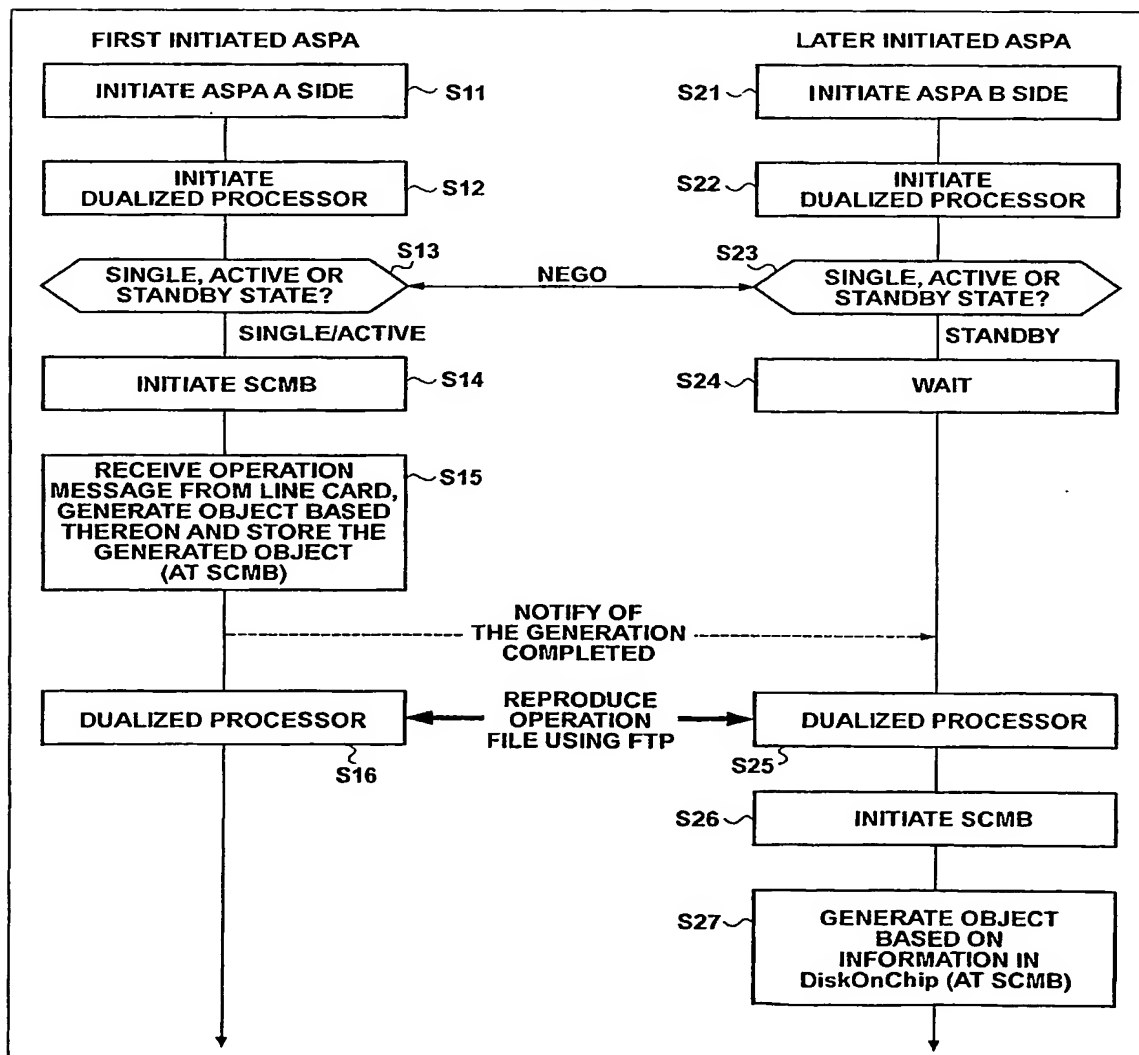 FIRST INITIATED ASPA
INITIATE ASPA A SIDE
S11
INITIATE
DUALIZED PROCESSOR
S12
S13
SINGLE, ACTIVE OR
STANDBY STATE?
SINGLE/ACTIVE
INITIATE SCMB
S14
RECEIVE OPERATION
MESSAGE FROM LINE CARD,
GENERATE OBJECT BASED
THEREON AND STORE THE
GENERATED OBJECT
(AT SCMB)
S15
NEGO
NOTIFY OF
THE GENERATION
COMPLETED
DUALIZED PROCESSOR
S16
REPRODUCE
OPERATION
FILE USING FTP
LATER INITIATED ASPA
S21
INITIATE ASPA B SIDE
S22
INITIATE
DUALIZED PROCESSOR
S23
SINGLE, ACTIVE OR
STANDBY STATE?
STANDBY
S24
WAIT
DUALIZED PROCESSOR
S25
S26
INITIATE SCMB
S27
GENERATE OBJECT
BASED ON
INFORMATION IN
DiskOnChip (AT SCMB)